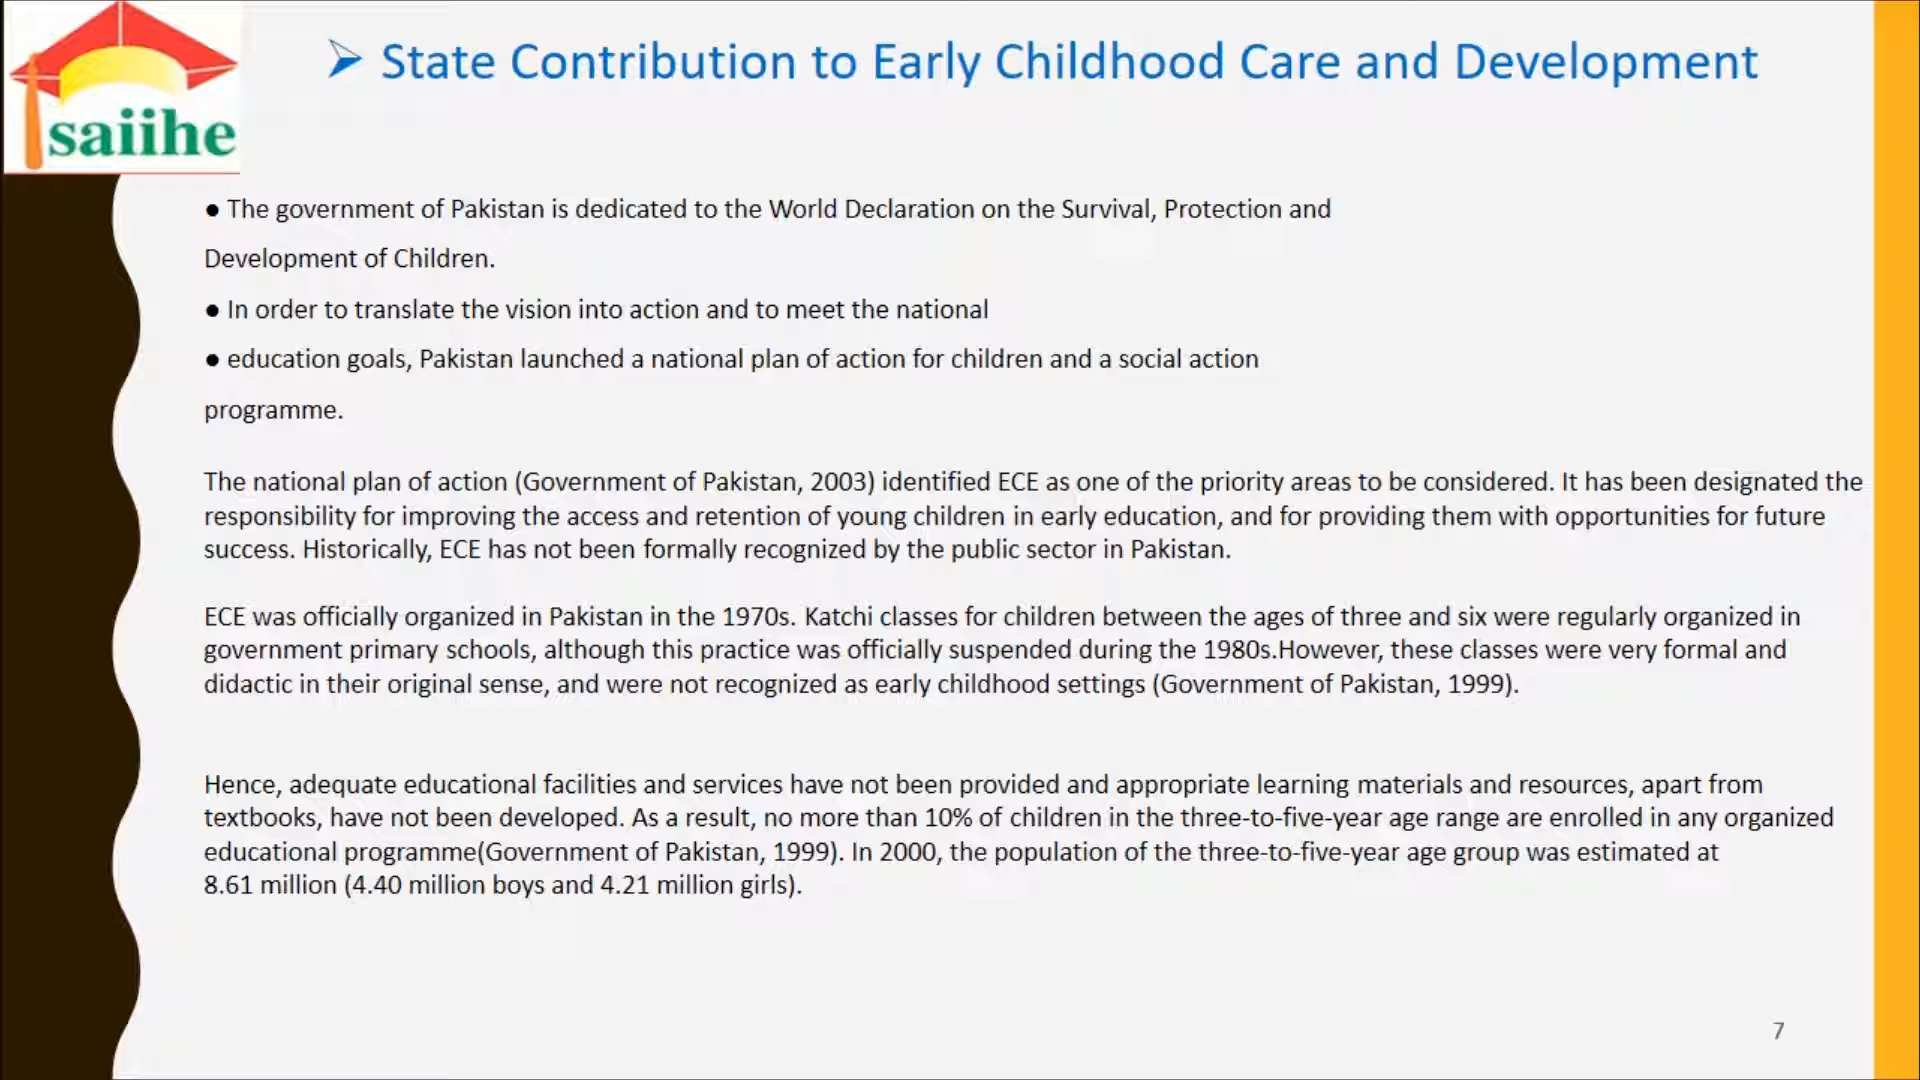 saiihe
➢ State Contribution to Early Childhood Care and Development
● The government of Pakistan is dedicated to the World Declaration on the Survival, Protection and
Development of Children.
● In order to translate the vision into action and to meet the national
● education goals, Pakistan launched a national plan of action for children and a social action
programme.
The national plan of action (Government of Pakistan, 2003) identified ECE as one of the priority areas to be considered. It has been designated the
responsibility for improving the access and retention of young children in early education, and for providing them with opportunities for future
success. Historically, ECE has not been formally recognized by the public sector in Pakistan.
ECE was officially organized in Pakistan in the 1970s. Katchi classes for children between the ages of three and six were regularly organized in
government primary schools, although this practice was officially suspended during the 1980s.However, these classes were very formal and
didactic in their original sense, and were not recognized as early childhood settings (Government of Pakistan, 1999).
Hence, adequate educational facilities and services have not been provided and appropriate learning materials and resources, apart from
textbooks, have not been developed. As a result, no more than 10% of children in the three-to-five-year age range are enrolled in any organized
educational programme(Government of Pakistan, 1999). In 2000, the population of the three-to-five-year age group was estimated at
8.61 million (4.40 million boys and 4.21 million girls).
7